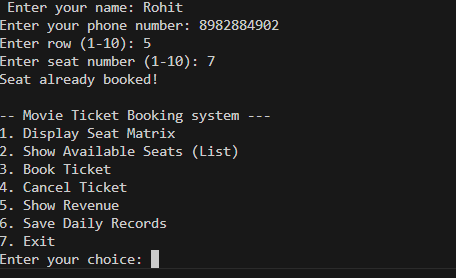 Enter your name: Rohit
Enter your phone number: 8982884902
Enter row (1-10): 5
Enter seat number (1-10): 7
Seat already booked!
-- Movie Ticket Booking system ---
1. Display Seat Matrix
2. Show Available Seats (List)
3. Book Ticket
4. Cancel Ticket
5. Show Revenue
6. Save Daily Records
7. Exit
Enter your choice: